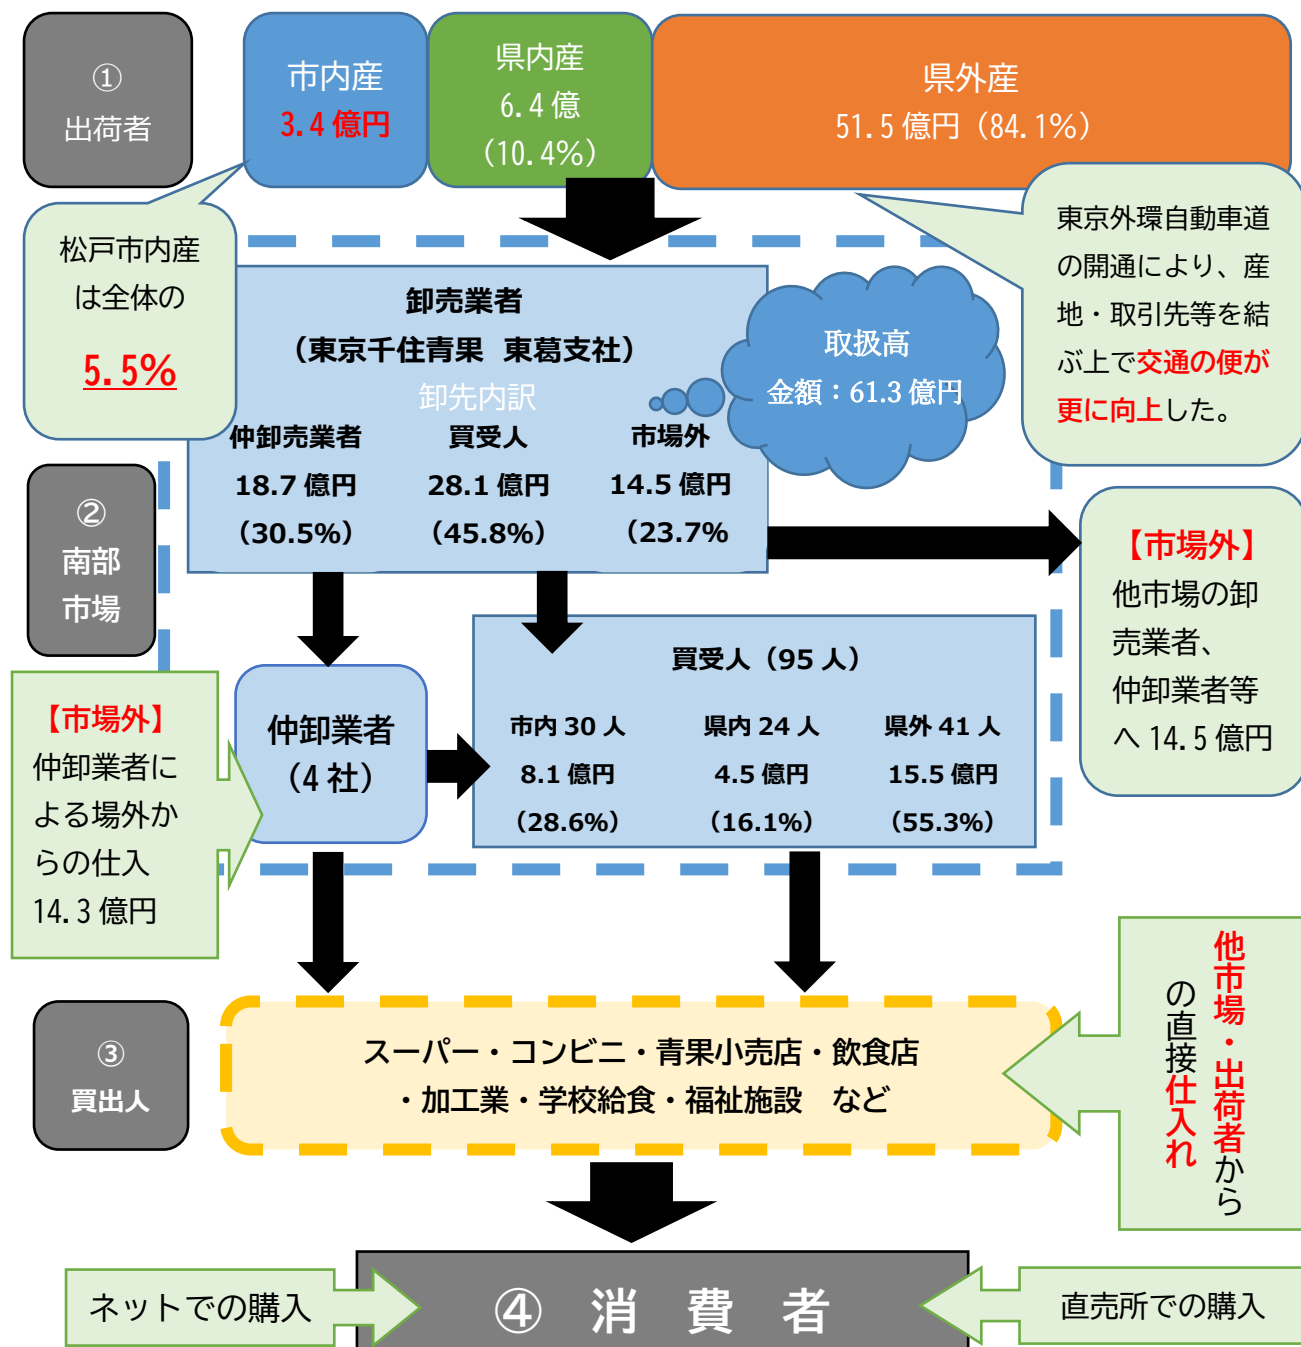 ①
出荷者
市内産
3.4 億円
県内産
6.4 億
（10.4%）
県外産
51.5 億円（84.1%）
松戸市内産
は全体の
5.5%
東京外環自動車道
の開通により、産
地・取引先等を結
ぶ上で交通の便が
更に向上した。
卸売業者
（東京千住青果 東葛支社）
卸先内訳
仲卸売業者
18.7 億円
（30.5%）
買受人
28.1 億円
（45.8%）
市場外
14.5 億円
（23.7%
取扱高
金額：61.3 億円
②
南部
市場
【市場外】
他市場の卸
売業者、
仲卸業者等
へ 14.5 億円
【市場外】
仲卸業者に
よる場外か
らの仕入
14.3 億円
仲卸業者
（4 社）
買受人（95 人）
市内 30 人
8.1 億円
（28.6%）
県内 24 人
4.5 億円
（16.1%）
県外 41 人
15.5 億円
（55.3%）
③
買出人
スーパー・コンビニ・青果小売店・飲食店
・加工業・学校給食・福祉施設　など
他市場・出荷者から
の直接仕入れ
ネットでの購入
④ 消 費 者
直売所での購入